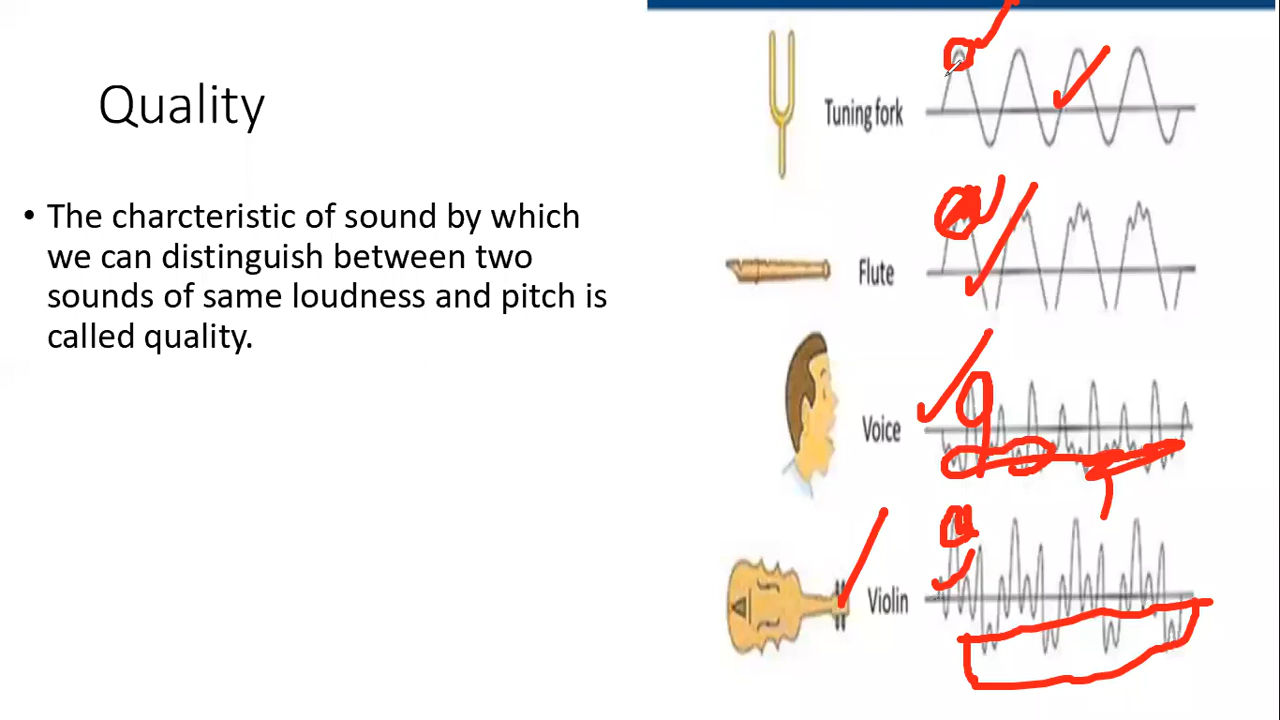 Quality
• The charcteristic of sound by which
we can distinguish between two
sounds of same loudness and pitch is
called quality.
Tuning fork
Flute
Voice
Violin